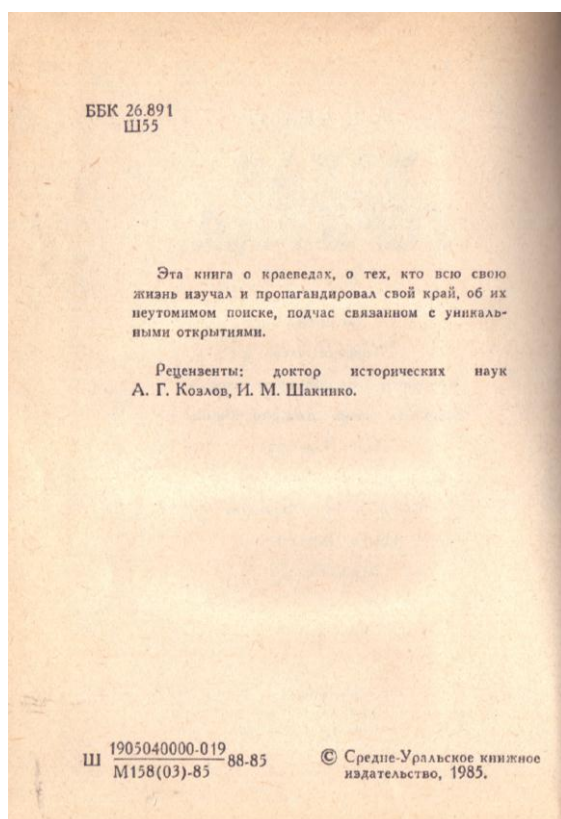 ББК 26.891
Ш55
Эта книга о краеведах, о тех, кто всю свою
жизнь изучал и пропагандировал свой край, об их
неутомимом поиске, подчас связанном с уникаль-
ными открытиями.
Рецензенты: доктор исторических наук
А. Г. Козлов, И. М. Шакинко.
Ш 1905040000-019
М158(03)-85 88-85
© Средне-Уральское книжное
издательство, 1985.